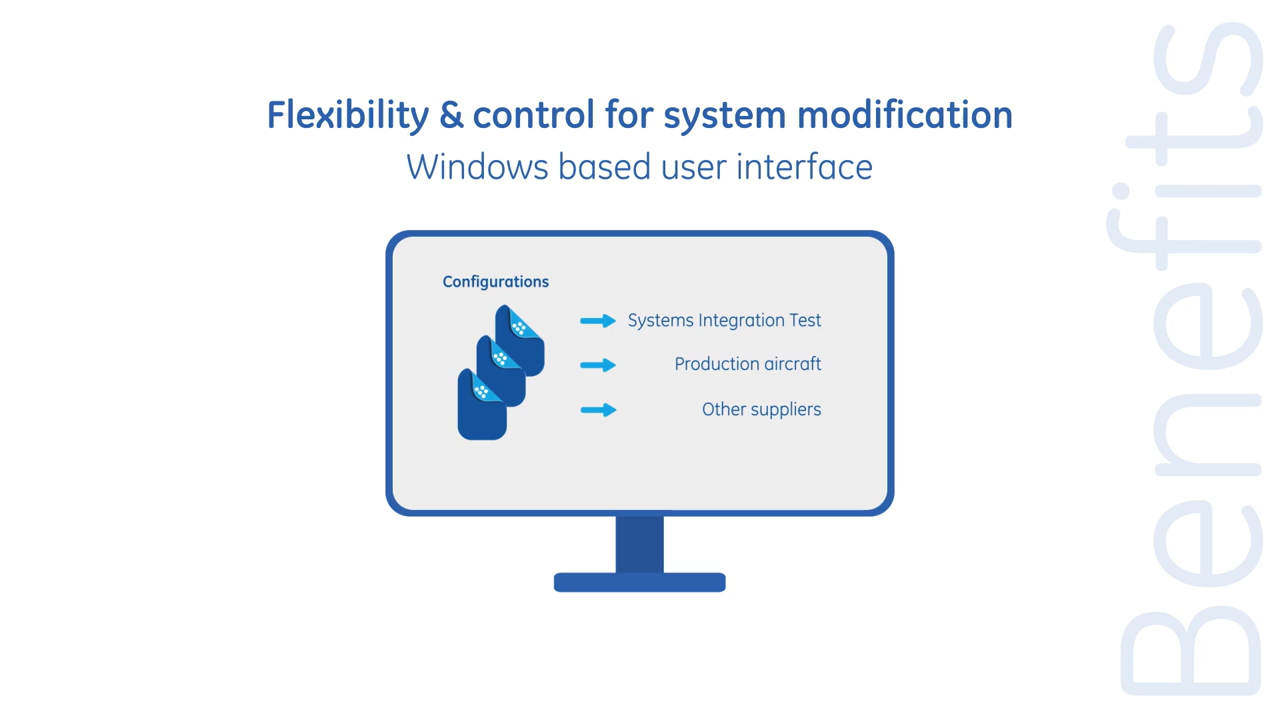 Flexibility & control for system modification
Windows based user interface
Configurations
Systems Integration Test
Production aircraft
Other suppliers
Benefits